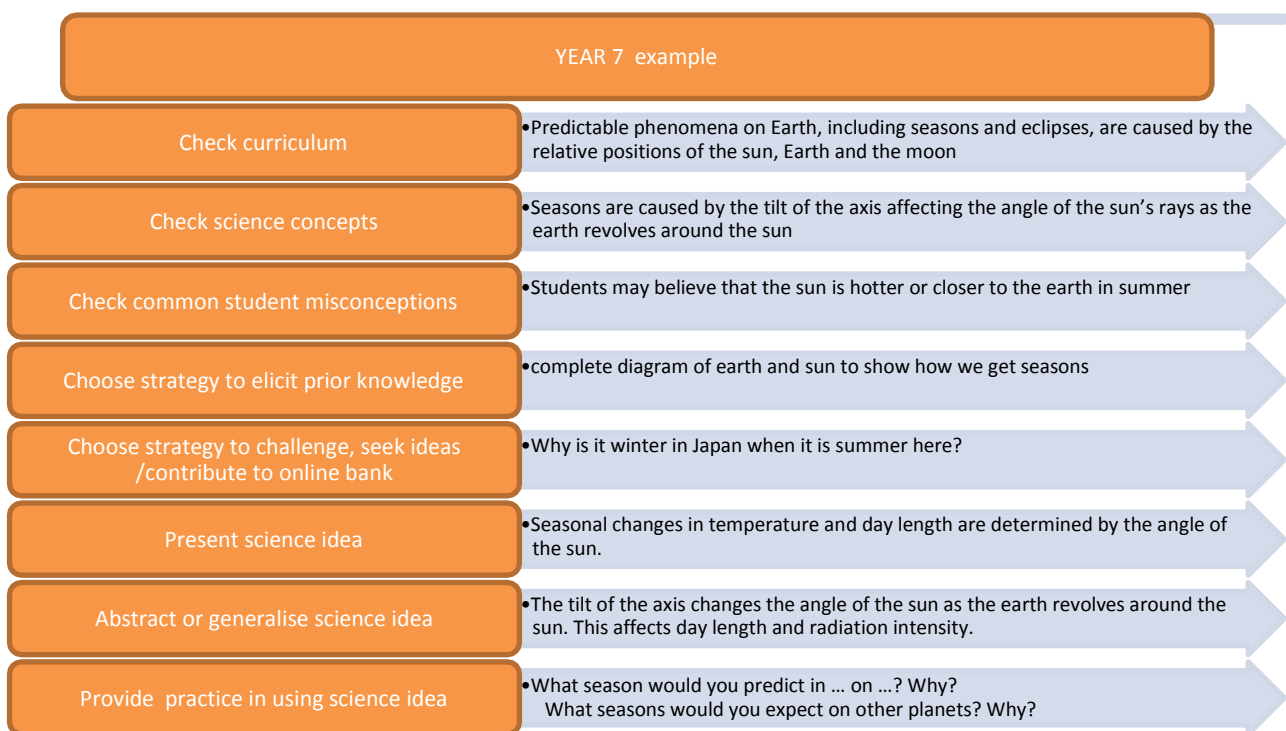 YEAR 7  example
Check curriculum
•Predictable phenomena on Earth, including seasons and eclipses, are caused by the
relative positions of the sun, Earth and the moon
Check science concepts
•Seasons are caused by the tilt of the axis affecting the angle of the sun's rays as the
earth revolves around the sun
Check common student misconceptions
•Students may believe that the sun is hotter or closer to the earth in summer
Choose strategy to elicit prior knowledge
•complete diagram of earth and sun to show how we get seasons
Choose strategy to challenge, seek ideas
/contribute to online bank
•Why is it winter in Japan when it is summer here?
Present science idea
•Seasonal changes in temperature and day length are determined by the angle of
the sun.
Abstract or generalise science idea
•The tilt of the axis changes the angle of the sun as the earth revolves around the
sun. This affects day length and radiation intensity.
Provide  practice in using science idea
•What season would you predict in … on …? Why?
What seasons would you expect on other planets? Why?